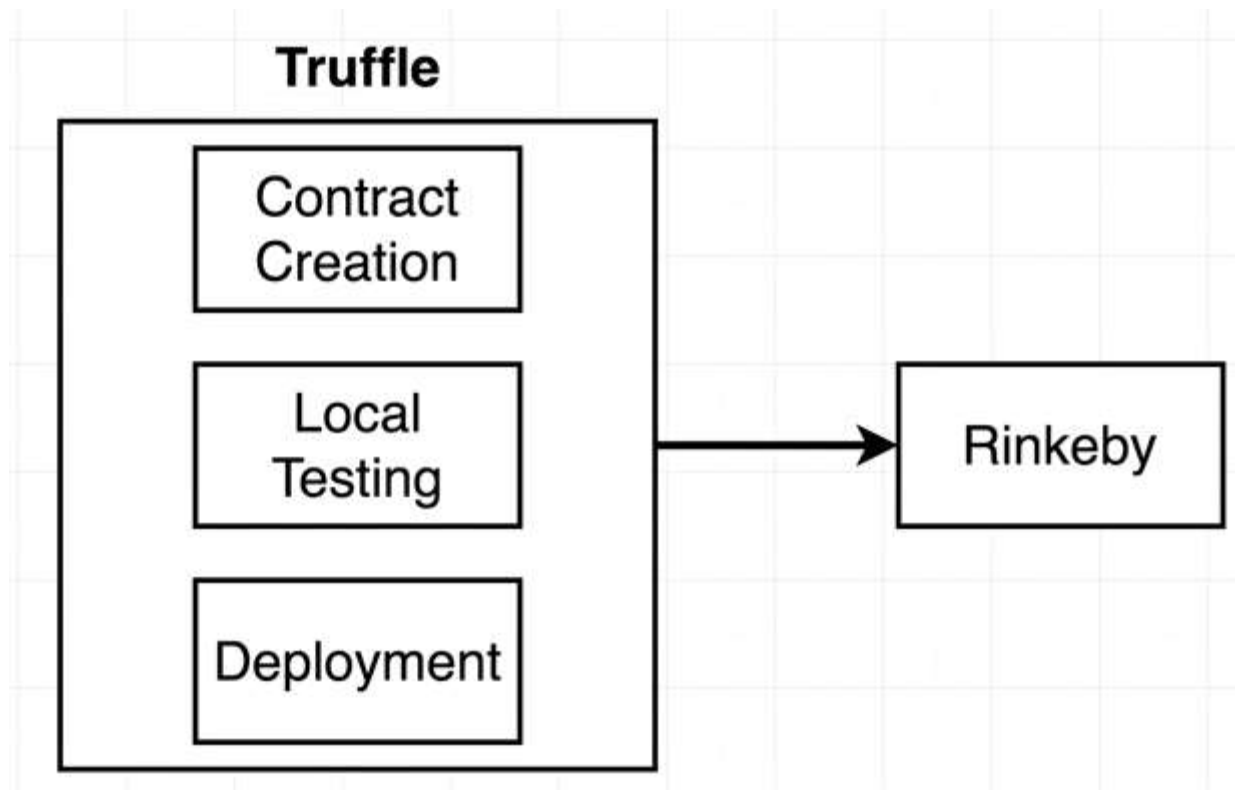 Truffle
Contract
Creation
Local
Testing
Deployment
Rinkeby